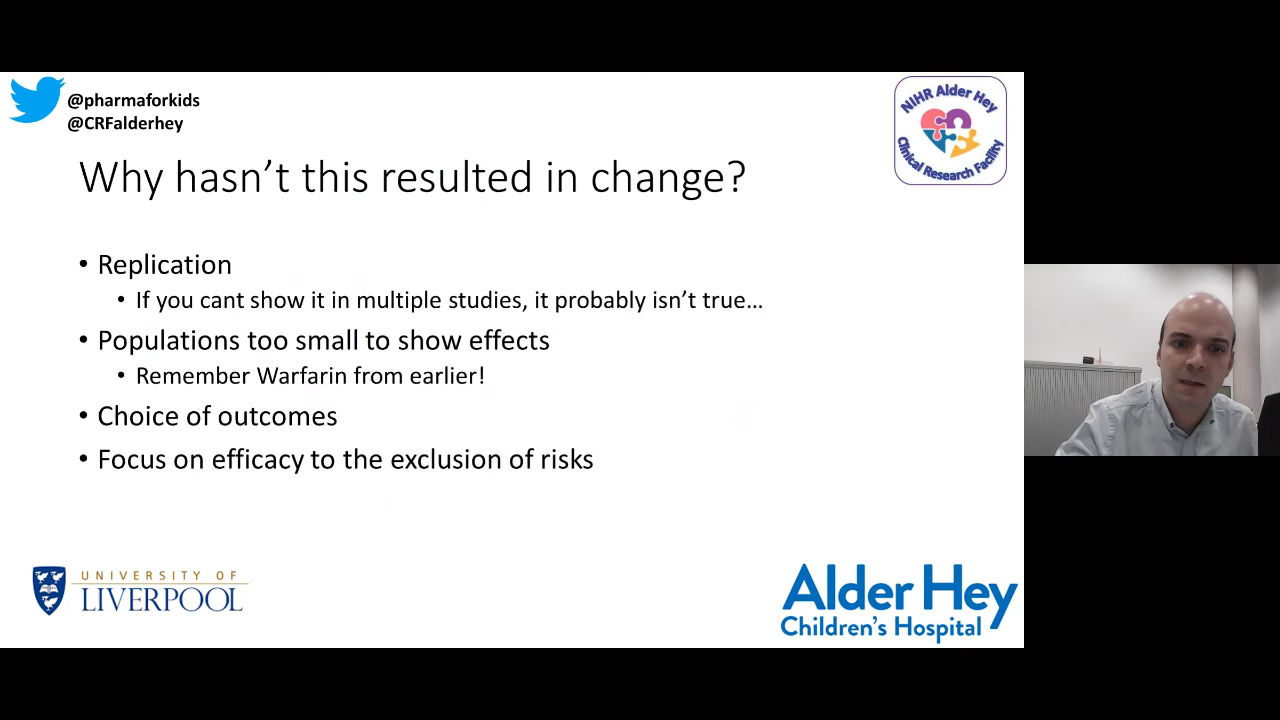 @pharmaforkids
@CRFalderhey
NIHR Alder Hey
Clinical Research Facility
Why hasn't this resulted in change?
• Replication
• If you cant show it in multiple studies, it probably isn't true…
• Populations too small to show effects
• Remember Warfarin from earlier!
• Choice of outcomes
• Focus on efficacy to the exclusion of risks
UNIVERSITY OF
LIVERPOOL
Alder Hey
Children's Hospital